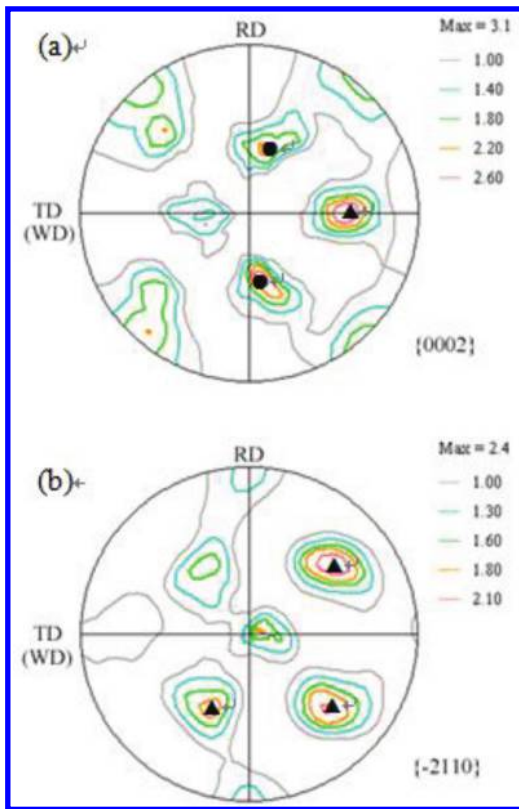 (a)↵
RD
Max = 3.1
1.00
1.40
1.80
2.20
2.60
TD
(WD)
{0002}
(b)↵
RD
Max = 2.4
1.00
1.30
1.60
1.80
2.10
TD
(WD)
{-2110}